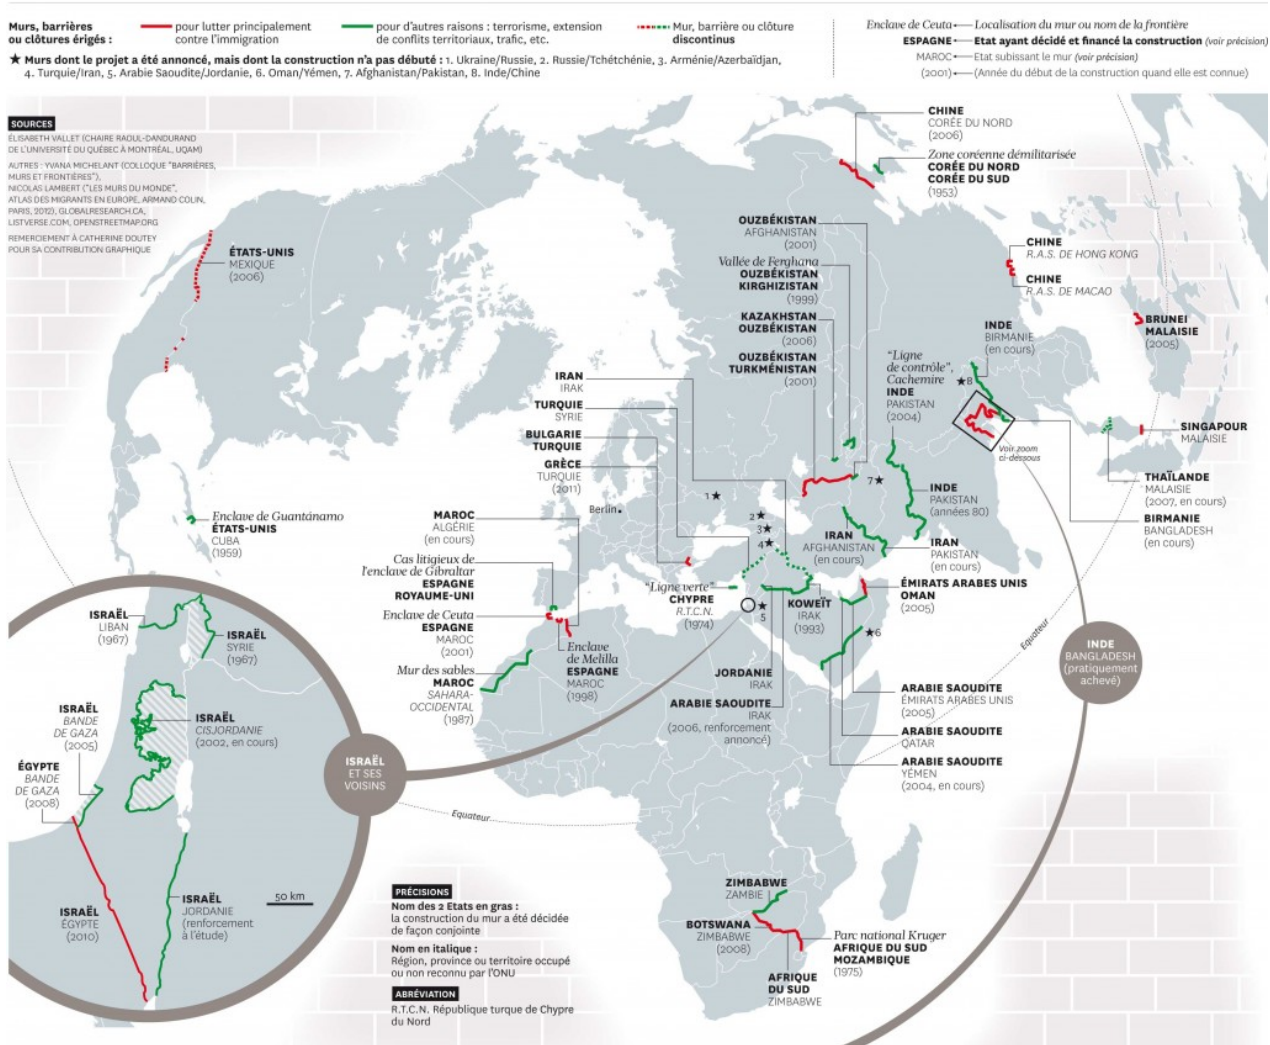 Murs, barrières
ou clôtures érigés :
pour lutter principalement
contre l'immigration
pour d'autres raisons : terrorisme, extension
de conflits territoriaux, trafic, etc.
Mur, barrière ou clôture
discontinus
★ Murs dont le projet a été annoncé, mais dont la construction n'a pas débuté : 1. Ukraine/Russie, 2. Russie/Tchétchénie, 3. Arménie/Azerbaïdjan,
4. Turquie/Iran, 5. Arabie Saoudite/Jordanie, 6. Oman/Yémen, 7. Afghanistan/Pakistan, 8. Inde/Chine
Enclave de Ceuta
Localisation du mur ou nom de la frontière
ESPAGNE
Etat ayant décidé et financé la construction (voir précision)
MAROC
Etat subissant le mur (voir précision)
(2001)
(Année du début de la construction quand elle est connue)
SOURCES
ÉLISABETH VALLET (CHAIRE RAOUL-DANDURAND
DE L'UNIVERSITÉ DU QUÉBEC À MONTRÉAL, UQAM)
AUTRES : YVANA MICHELANT (COLLOQUE "BARRIÈRES,
MURS ET FRONTIÈRES"),
NICOLAS LAMBERT ("LES MURS DU MONDE",
ATLAS DES MIGRANTS EN EUROPE, ARMAND COLIN,
PARIS, 2012), GLOBALRESEARCH.CA,
LISTVERSE.COM, OPENSTREETMAP.ORG
REMERCIEMENT À CATHERINE DOUTEY
POUR SA CONTRIBUTION GRAPHIQUE
ÉTATS-UNIS
MEXIQUE
(2006)
CHINE
CORÉE DU NORD
(2006)
Zone coréenne démilitarisée
CORÉE DU NORD
CORÉE DU SUD
(1953)
OUZBÉKISTAN
AFGHANISTAN
(2001)
Vallée de Ferghana
OUZBÉKISTAN
KIRGHIZISTAN
(1999)
KAZAKHSTAN
OUZBÉKISTAN
(2006)
OUZBÉKISTAN
TURKMÉNISTAN
(2001)
CHINE
R.A.S. DE HONG KONG
CHINE
R.A.S. DE MACAO
BRUNEI
MALAISIE
(2005)
INDE
BIRMANIE
(en cours)
"Ligne
de contrôle",
Cachemire
INDE
PAKISTAN
(2004)
★8
Voir zoom
ci-dessous
SINGAPOUR
MALAISIE
THAÏLANDE
MALAISIE
(2007, en cours)
BIRMANIE
BANGLADESH
(en cours)
IRAN
IRAK
TURQUIE
SYRIE
BULGARIE
TURQUIE
GRÈCE
TURQUIE
(2011)
Berlin
1★
2★
3★
4★
7★
INDE
PAKISTAN
(années 80)
IRAN
AFGHANISTAN
(en cours)
IRAN
PAKISTAN
(en cours)
Enclave de Guantánamo
ÉTATS-UNIS
CUBA
(1959)
MAROC
ALGÉRIE
(en cours)
Cas litigieux de
l'enclave de Gibraltar
ESPAGNE
ROYAUME-UNI
Enclave de Ceuta
ESPAGNE
MAROC
(2001)
Mur des sables
MAROC
SAHARA-
OCCIDENTAL
(1987)
Enclave
de Melilla
ESPAGNE
MAROC
(1998)
"Ligne verte"
CHYPRE
R.T.C.N.
(1974)
★
5
KOWEÏT
IRAK
(1993)
ÉMIRATS ARABES UNIS
OMAN
(2005)
★6
Equateur
JORDANIE
IRAK
ARABIE SAOUDITE
IRAK
(2006, renforcement
annoncé)
ARABIE SAOUDITE
ÉMIRATS ARABES UNIS
(2005)
ARABIE SAOUDITE
QATAR
ARABIE SAOUDITE
YÉMEN
(2004, en cours)
INDE
BANGLADESH
(pratiquement
achevé)
ISRAËL
LIBAN
(1967)
ISRAËL
SYRIE
(1967)
ISRAËL
BANDE
DE GAZA
(2005)
ISRAËL
CISJORDANIE
(2002, en cours)
ÉGYPTE
BANDE
DE GAZA
(2008)
ISRAËL
ET SES
VOISINS
ISRAËL
ÉGYPTE
(2010)
ISRAËL
JORDANIE
(renforcement
à l'étude)
50 km
Equateur
PRÉCISIONS
Nom des 2 Etats en gras :
la construction du mur a été décidée
de façon conjointe
Nom en italique :
Région, province ou territoire occupé
ou non reconnu par l'ONU
ABRÉVIATION
R.T.C.N. République turque de Chypre
du Nord
ZIMBABWE
ZAMBIE
BOTSWANA
ZIMBABWE
(2008)
Parc national Kruger
AFRIQUE DU SUD
MOZAMBIQUE
(1975)
AFRIQUE
DU SUD
ZIMBABWE